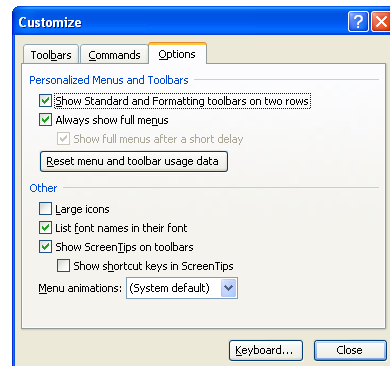 Customize
Toolbars Commands Options
Personalized Menus and Toolbars
Show Standard and Formatting toolbars on two rows
Always show full menus
Show full menus after a short delay
Reset menu and toolbar usage data
Other
Large icons
List font names in their font
Show ScreenTips on toolbars
Show shortcut keys in ScreenTips
Menu animations: (System default)
Keyboard... Close